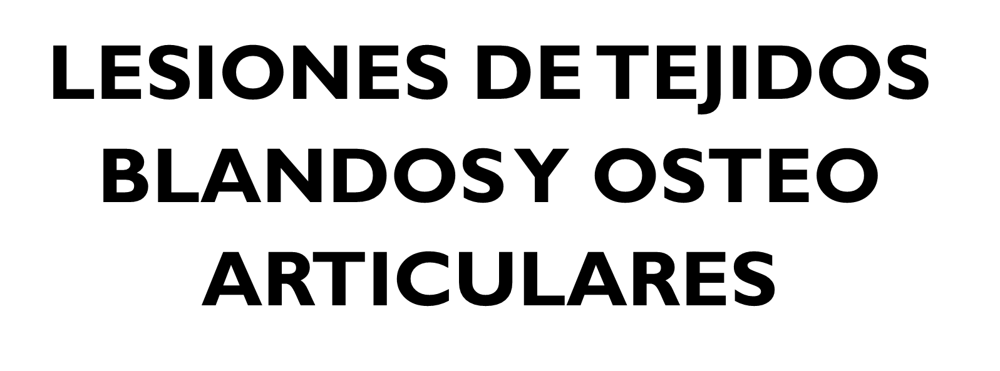 LESIONES DE TEJIDOS
BLANDOS Y OSTEO
ARTICULARES